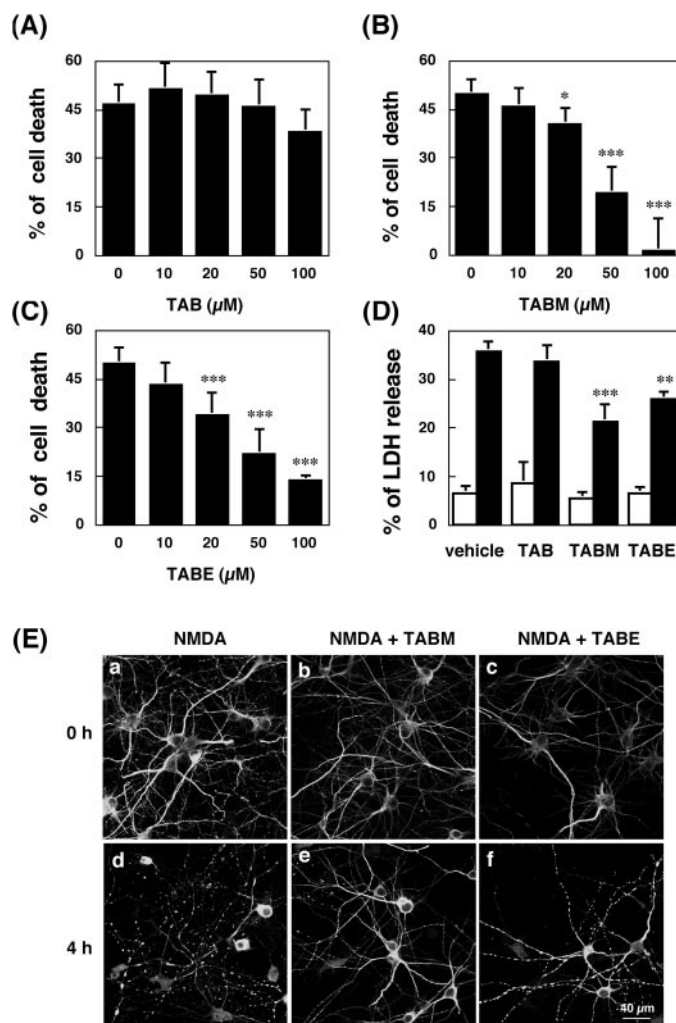 (A)
(B)
60
45
30
15
0
% of cell death
0 10 20 50 100
TAB (µM)
60
45
30
15
0
% of cell death
*
***
***
0 10 20 50 100
TABM (µM)
(C)
(D)
60
45
30
15
0
% of cell death
***
***
***
0 10 20 50 100
TABE (µM)
40
30
20
10
0
% of LDH release
***
**
vehicle TAB TABM TABE
(E)
NMDA
NMDA + TABM
NMDA + TABE
0 h
a
b
c
4 h
d
e
f
40 µm